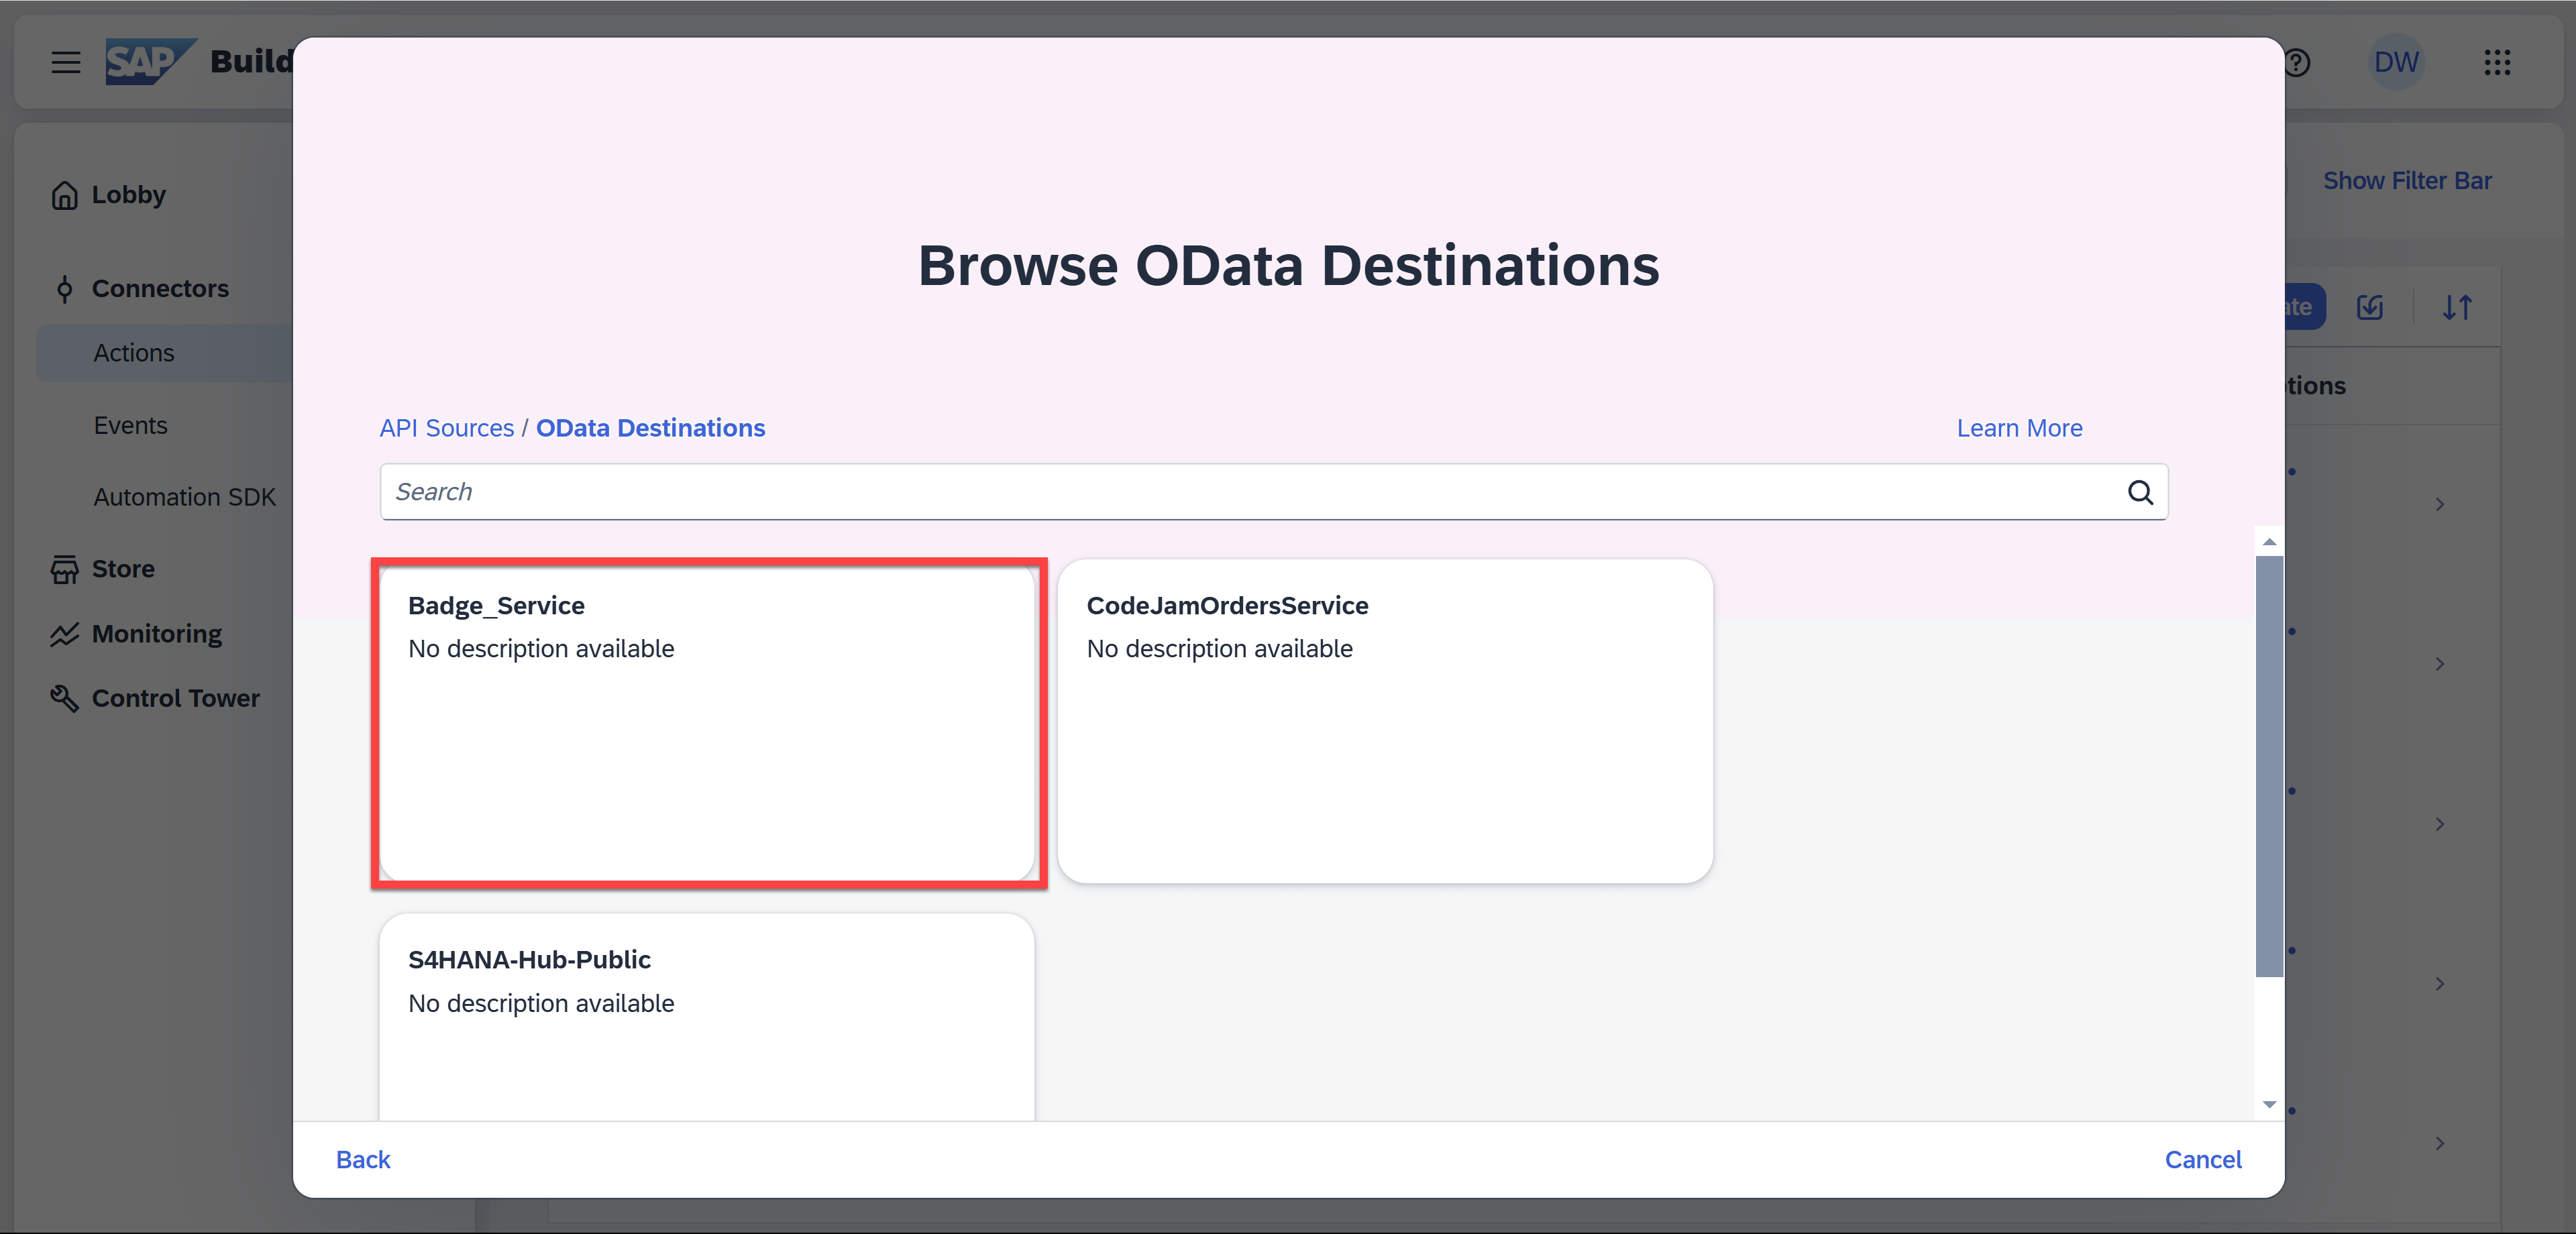 SAP Build
DW
Lobby
Show Filter Bar
Connectors
Actions
Events
Automation SDK
Store
Monitoring
Control Tower
Browse OData Destinations
API Sources / OData Destinations
Learn More
Search
Badge_Service
No description available
CodeJamOrdersService
No description available
S4HANA-Hub-Public
No description available
Back
Cancel